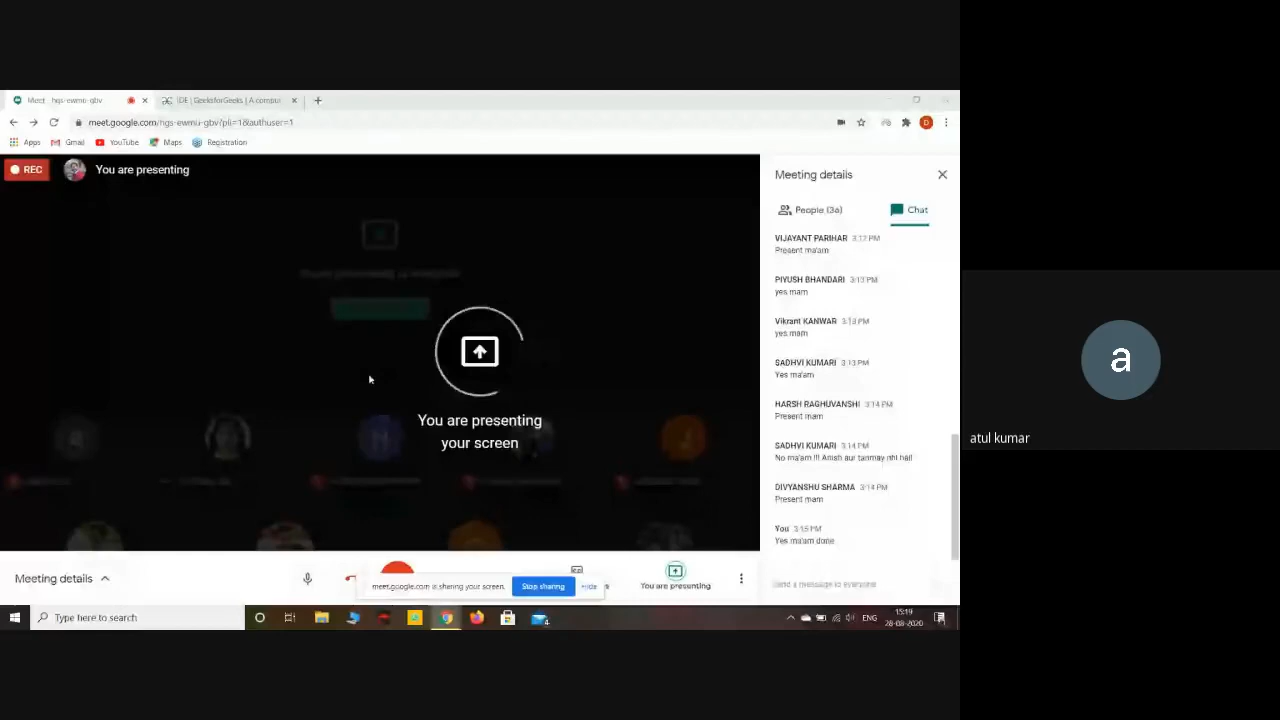 Meet - hgs-ewmu-gbv
IDE | GeeksforGeeks | A comput
meet.google.com/hgs-ewmu-gbv?pli=1&authuser=1
Apps Gmail YouTube Maps Registration
REC You are presenting
Meeting details
People (36) Chat
VIJAYANT PARIHAR 3:12 PM
Present ma'am
PIYUSH BHANDARI 3:13 PM
yes mam
Vikrant KANWAR 3:13 PM
yes mam
SADHVI KUMARI 3:13 PM
Yes ma'am
HARSH RAGHUVANSHI 3:14 PM
Present mam
SADHVI KUMARI 3:14 PM
No ma'am !!! Anish aur tanmay nhi hai!
DIVYANSHU SHARMA 3:14 PM
Present mam
You 3:15 PM
Yes ma'am done
Send a message to everyone
You are presenting
your screen
Meeting details
meet.google.com is sharing your screen. Stop sharing Hide
You are presenting
Type here to search
ENG
15:19
28-08-2020
a
atul kumar